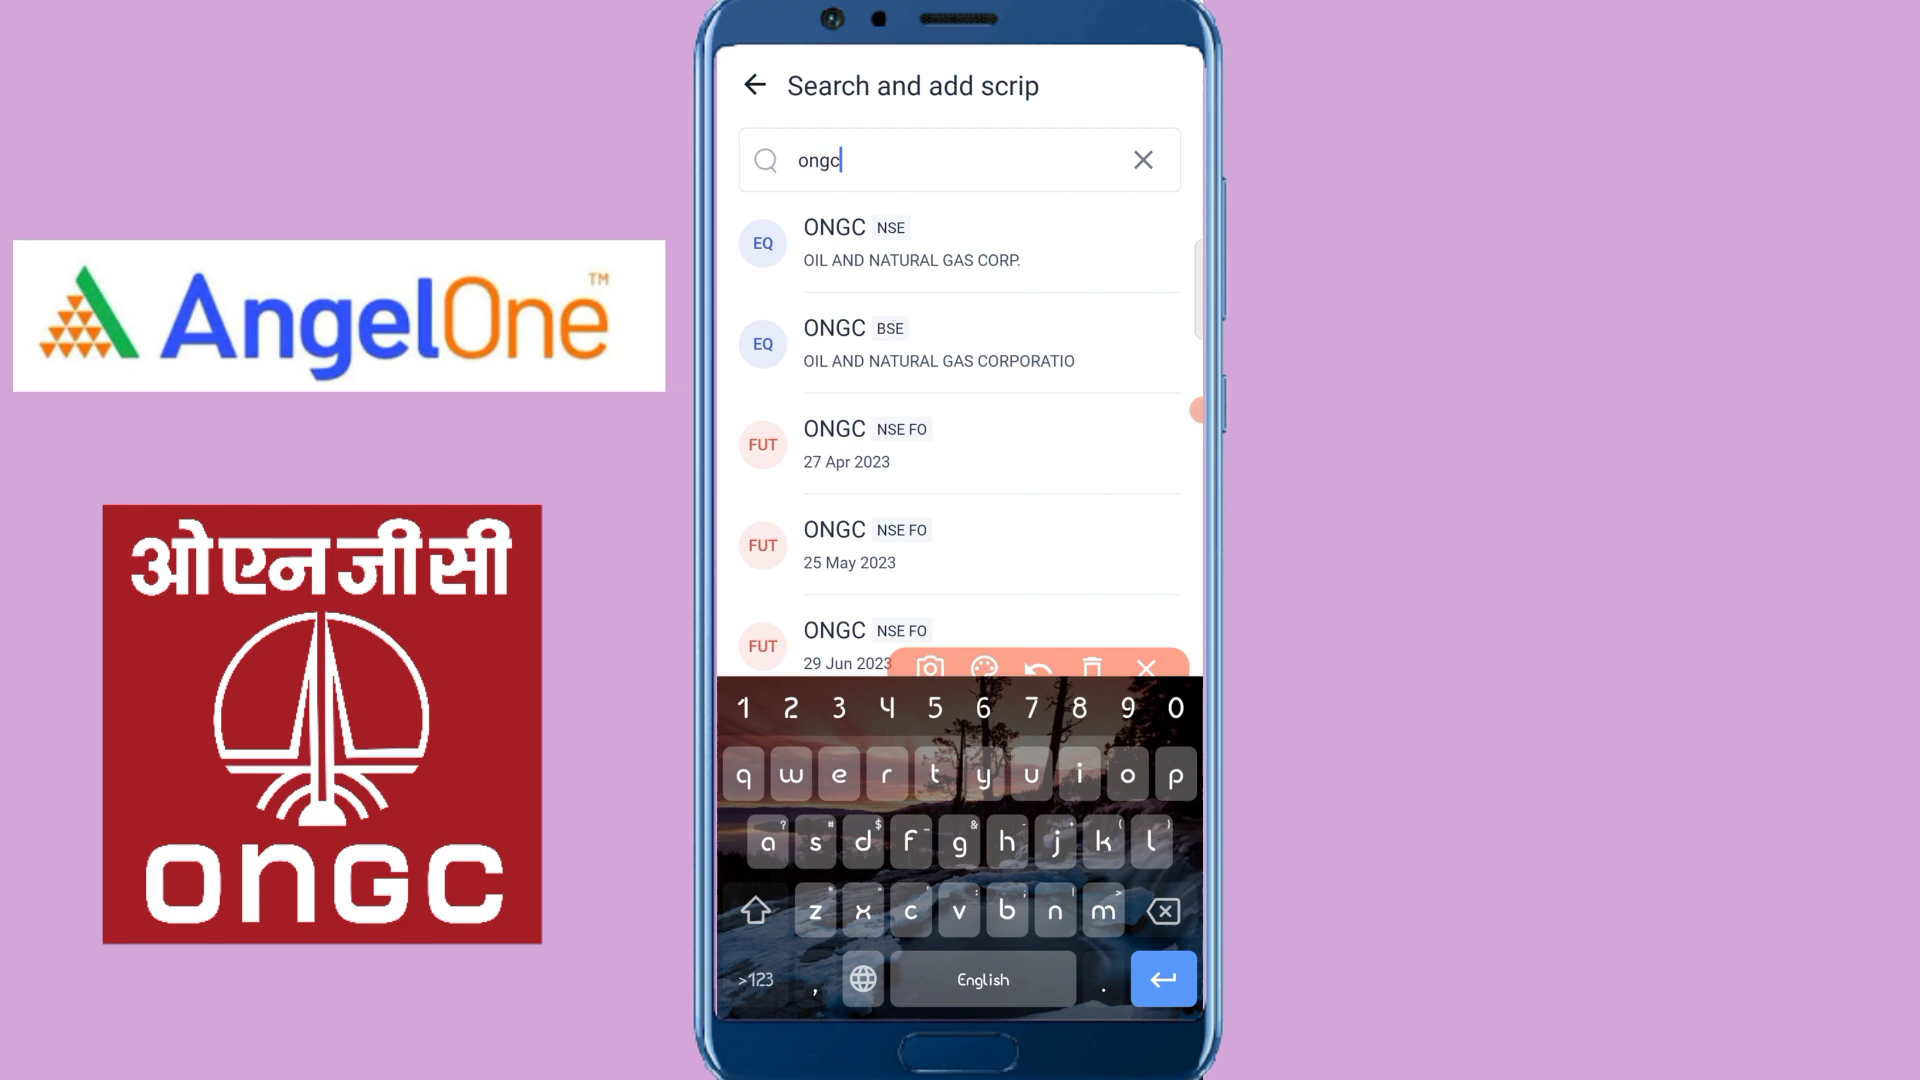 AngelOne™
ओएनजीसी
ONGC
Search and add scrip
ongc
EQ
ONGC NSE
OIL AND NATURAL GAS CORP.
EQ
ONGC BSE
OIL AND NATURAL GAS CORPORATIO
FUT
ONGC NSE FO
27 Apr 2023
FUT
ONGC NSE FO
25 May 2023
FUT
ONGC NSE FO
29 Jun 2023
1 2 3 4 5 6 7 8 9 0
q w e r t y u i o p
a s d f g h j k l
z x c v b n m
>123 , English .